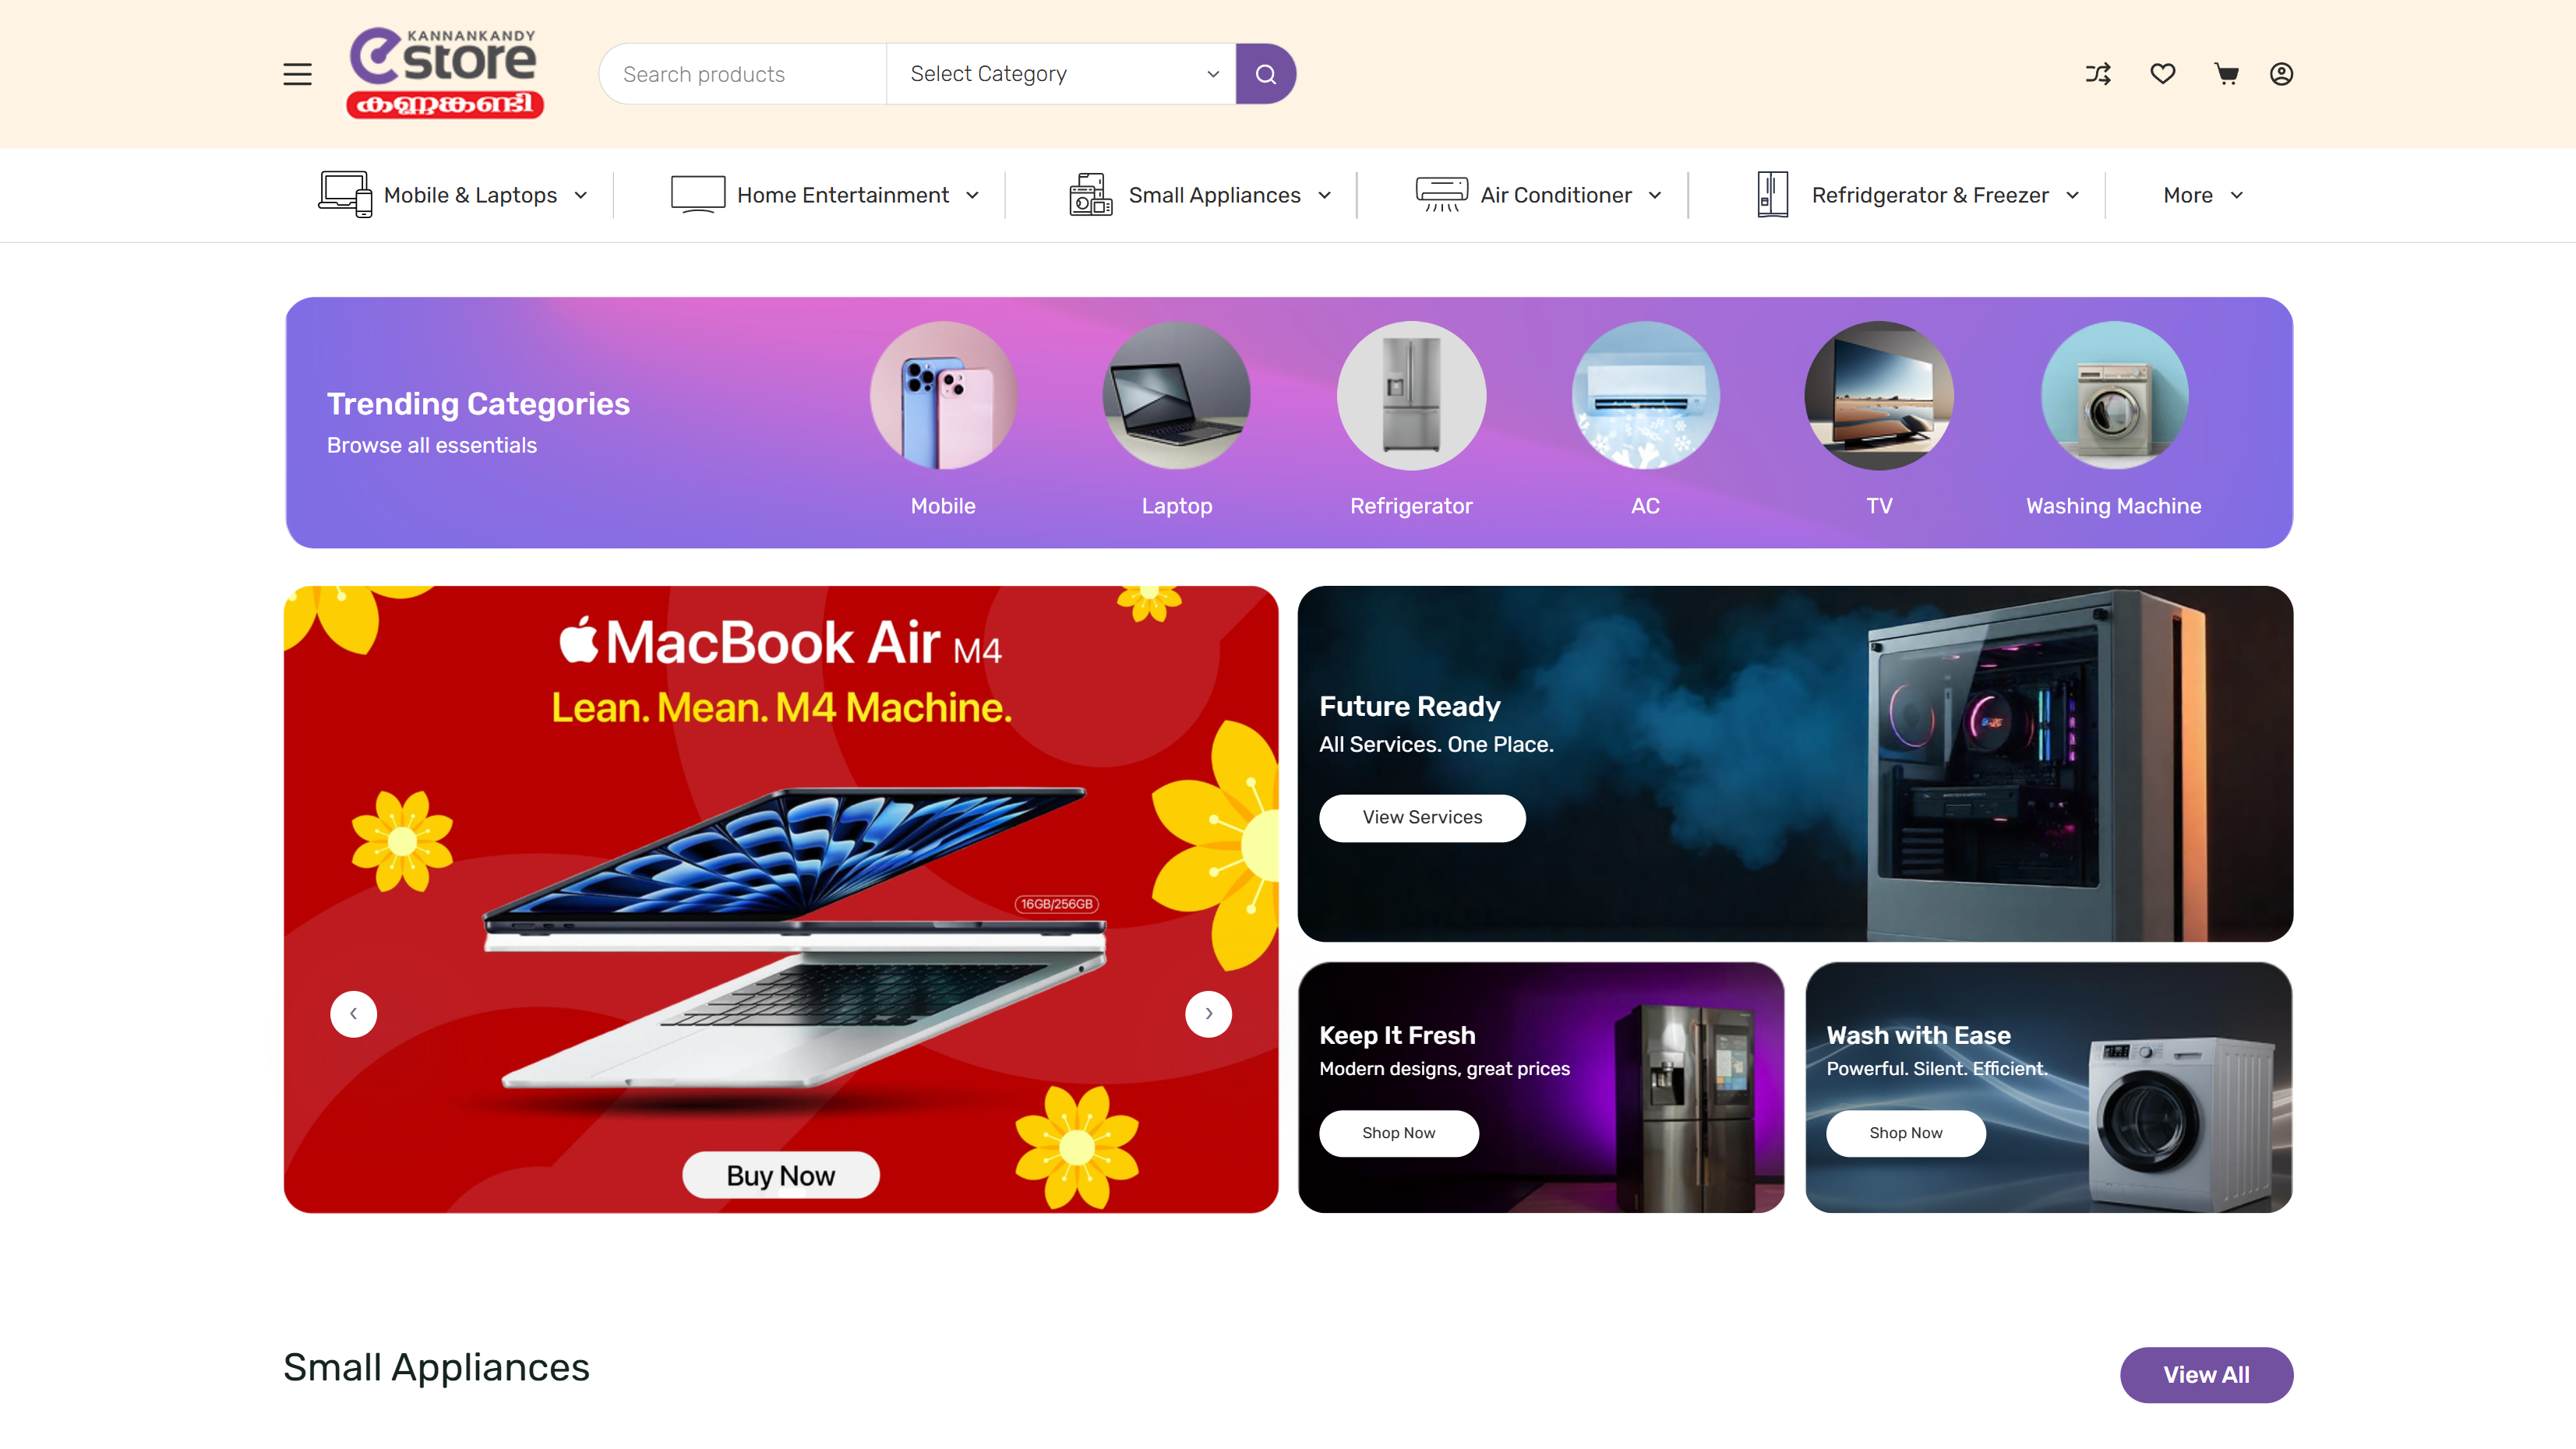 KANNANKANDY
estore
കണ്ണങ്കണ്ടി
Search products
Select Category
Mobile & Laptops
Home Entertainment
Small Appliances
Air Conditioner
Refridgerator & Freezer
More
Trending Categories
Browse all essentials
Mobile
Laptop
Refrigerator
AC
TV
Washing Machine
MacBook Air M4
Lean. Mean. M4 Machine.
16GB/256GB
Buy Now
Future Ready
All Services. One Place.
View Services
Keep It Fresh
Modern designs, great prices
Shop Now
Wash with Ease
Powerful. Silent. Efficient.
Shop Now
Small Appliances
View All